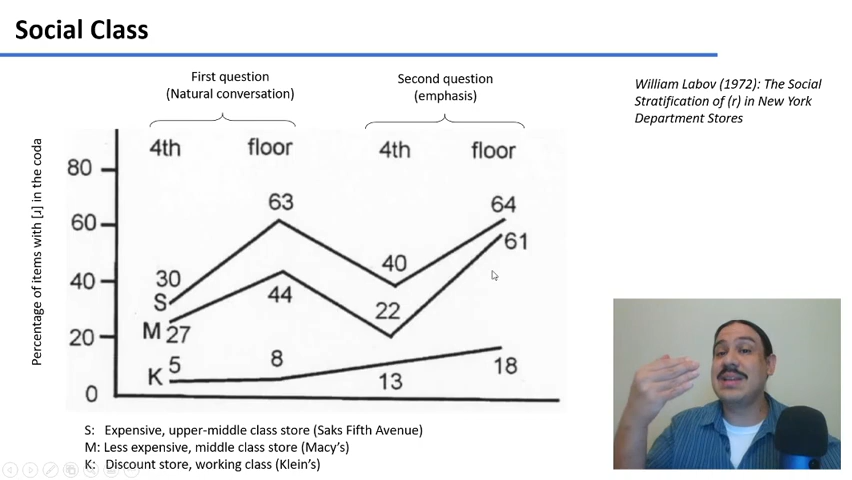 Social Class
First question
(Natural conversation)
Second question
(emphasis)
William Labov (1972): The Social
Stratification of (r) in New York
Department Stores
Percentage of items with [ɹ] in the coda
4th floor 4th floor
80
60
40
20
0
63
64
61
30
S
44
40
22
M 27
K 5
8
13
18
S: Expensive, upper-middle class store (Saks Fifth Avenue)
M: Less expensive, middle class store (Macy's)
K: Discount store, working class (Klein's)